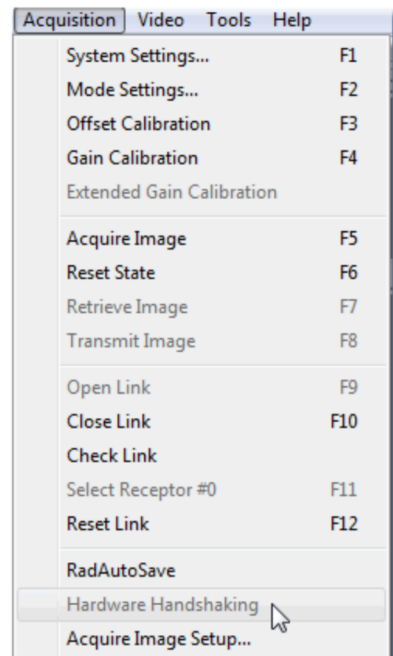 Acquisition Video Tools Help
System Settings... F1
Mode Settings... F2
Offset Calibration F3
Gain Calibration F4
Extended Gain Calibration
Acquire Image F5
Reset State F6
Retrieve Image F7
Transmit Image F8
Open Link F9
Close Link F10
Check Link
Select Receptor #0 F11
Reset Link F12
RadAutoSave
Hardware Handshaking
Acquire Image Setup...